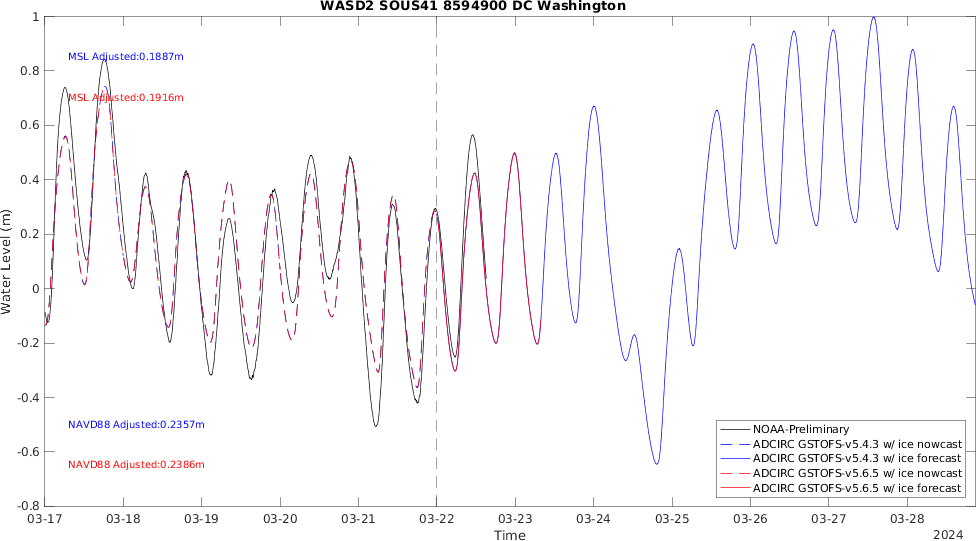 WASD2 SOUS41 8594900 DC Washington
1
0.8
0.6
0.4
0.2
0
-0.2
-0.4
-0.6
-0.8
Water Level (m)
MSL Adjusted:0.1887m
MSL Adjusted:0.1916m
NAVD88 Adjusted:0.2357m
NAVD88 Adjusted:0.2386m
NOAA-Preliminary
ADCIRC GSTOFS-v5.4.3 w/ ice nowcast
ADCIRC GSTOFS-v5.4.3 w/ ice forecast
ADCIRC GSTOFS-v5.6.5 w/ ice nowcast
ADCIRC GSTOFS-v5.6.5 w/ ice forecast
03-17 03-18 03-19 03-20 03-21 03-22 03-23 03-24 03-25 03-26 03-27 03-28
Time
2024